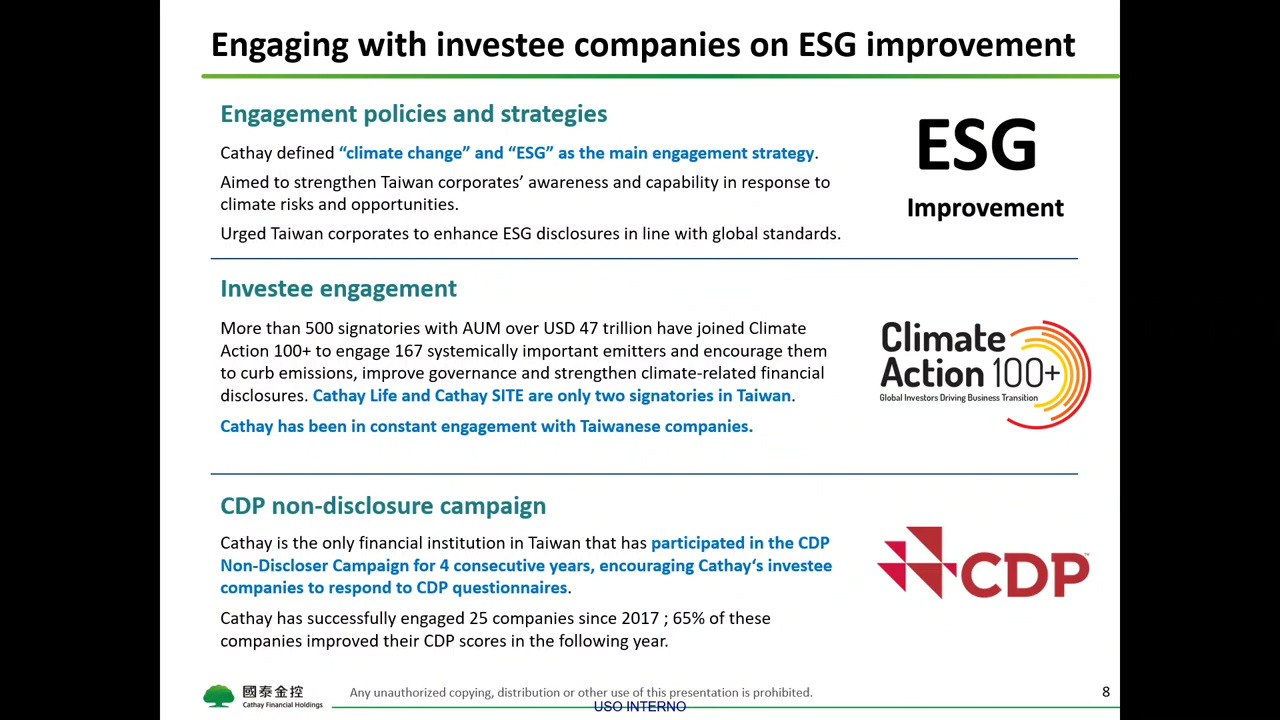 Engaging with investee companies on ESG improvement
Engagement policies and strategies
Cathay defined “climate change” and “ESG” as the main engagement strategy.
Aimed to strengthen Taiwan corporates’ awareness and capability in response to
climate risks and opportunities.
Urged Taiwan corporates to enhance ESG disclosures in line with global standards.
ESG
Improvement
Investee engagement
More than 500 signatories with AUM over USD 47 trillion have joined Climate
Action 100+ to engage 167 systemically important emitters and encourage them
to curb emissions, improve governance and strengthen climate-related financial
disclosures. Cathay Life and Cathay SITE are only two signatories in Taiwan.
Cathay has been in constant engagement with Taiwanese companies.
Climate
Action 100+
Global Investors Driving Business Transition
CDP non-disclosure campaign
Cathay is the only financial institution in Taiwan that has participated in the CDP
Non-Discloser Campaign for 4 consecutive years, encouraging Cathay‘s investee
companies to respond to CDP questionnaires.
Cathay has successfully engaged 25 companies since 2017 ; 65% of these
companies improved their CDP scores in the following year.
CDP™
國泰金控
Cathay Financial Holdings
Any unauthorized copying, distribution or other use of this presentation is prohibited.
8
USO INTERNO